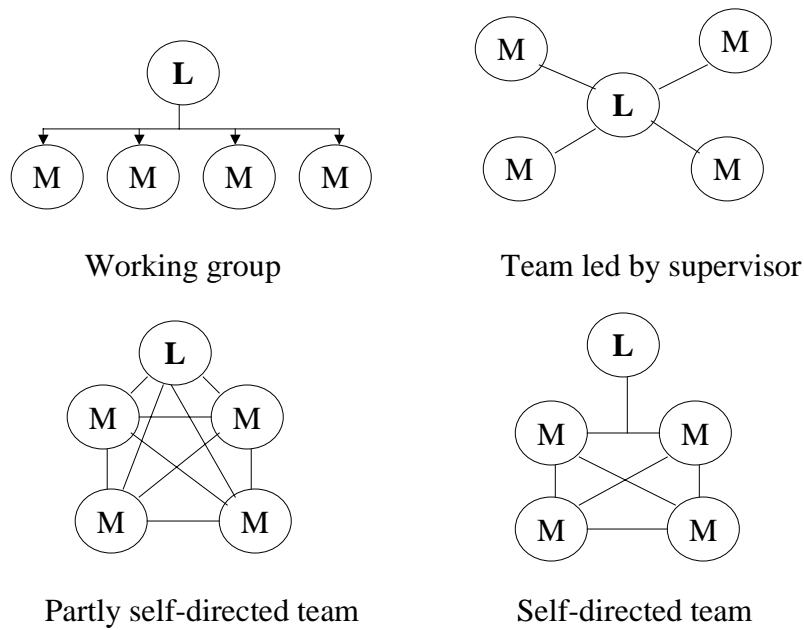 L
M M M M
Working group
M M
L
M M
Team led by supervisor
L
M M
M M
Partly self-directed team
L
M M
M M
Self-directed team